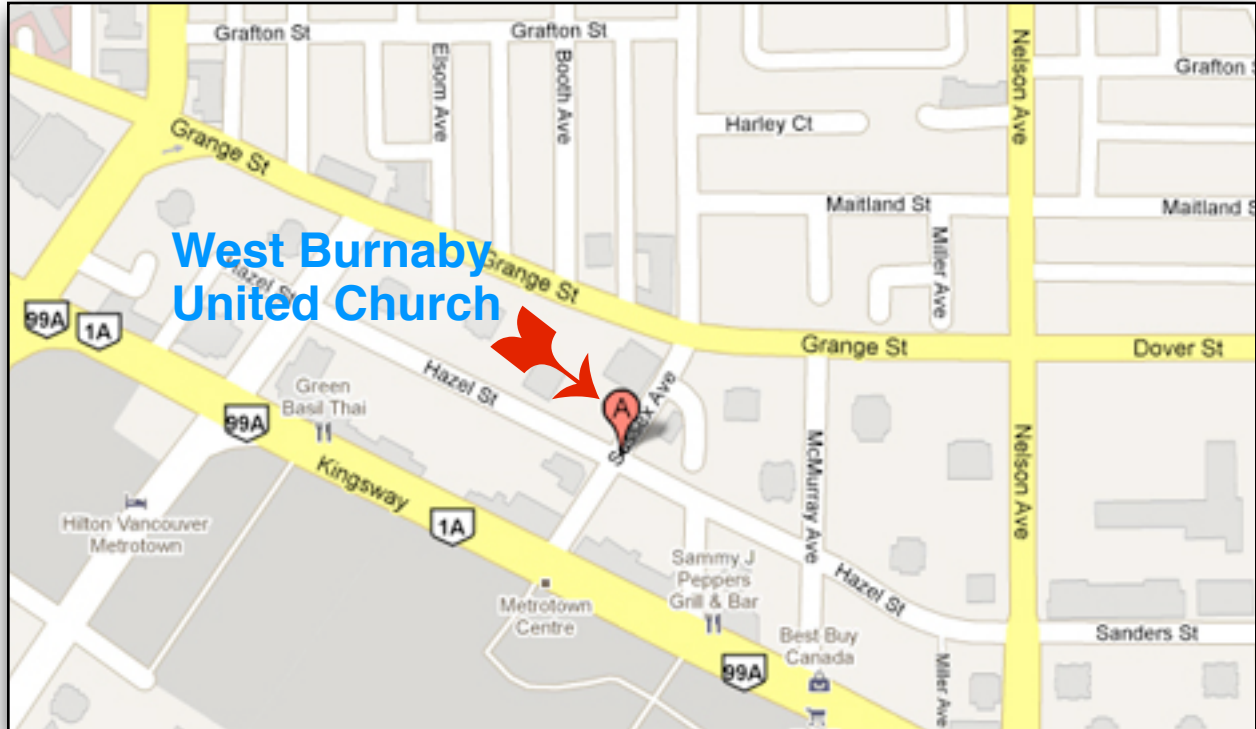 Grafton St
Grafton St
Elsom Ave
Booth Ave
Nelson Ave
Grafton
Harley Ct
Grange St
Maitland St
Maitland S
Miller Ave
West Burnaby
United Church
Hazel St
Grange St
99A
1A
Grange St
Dover St
Hazel St
Green
Basil Thai
A
Sussex Ave
99A
Kingsway
McMurray Ave
Nelson Ave
1A
Hilton Vancouver
Metrotown
Sammy J
Peppers
Grill & Bar
Hazel St
Metrotown
Centre
Best Buy
Canada
Sanders St
99A
Miller Ave